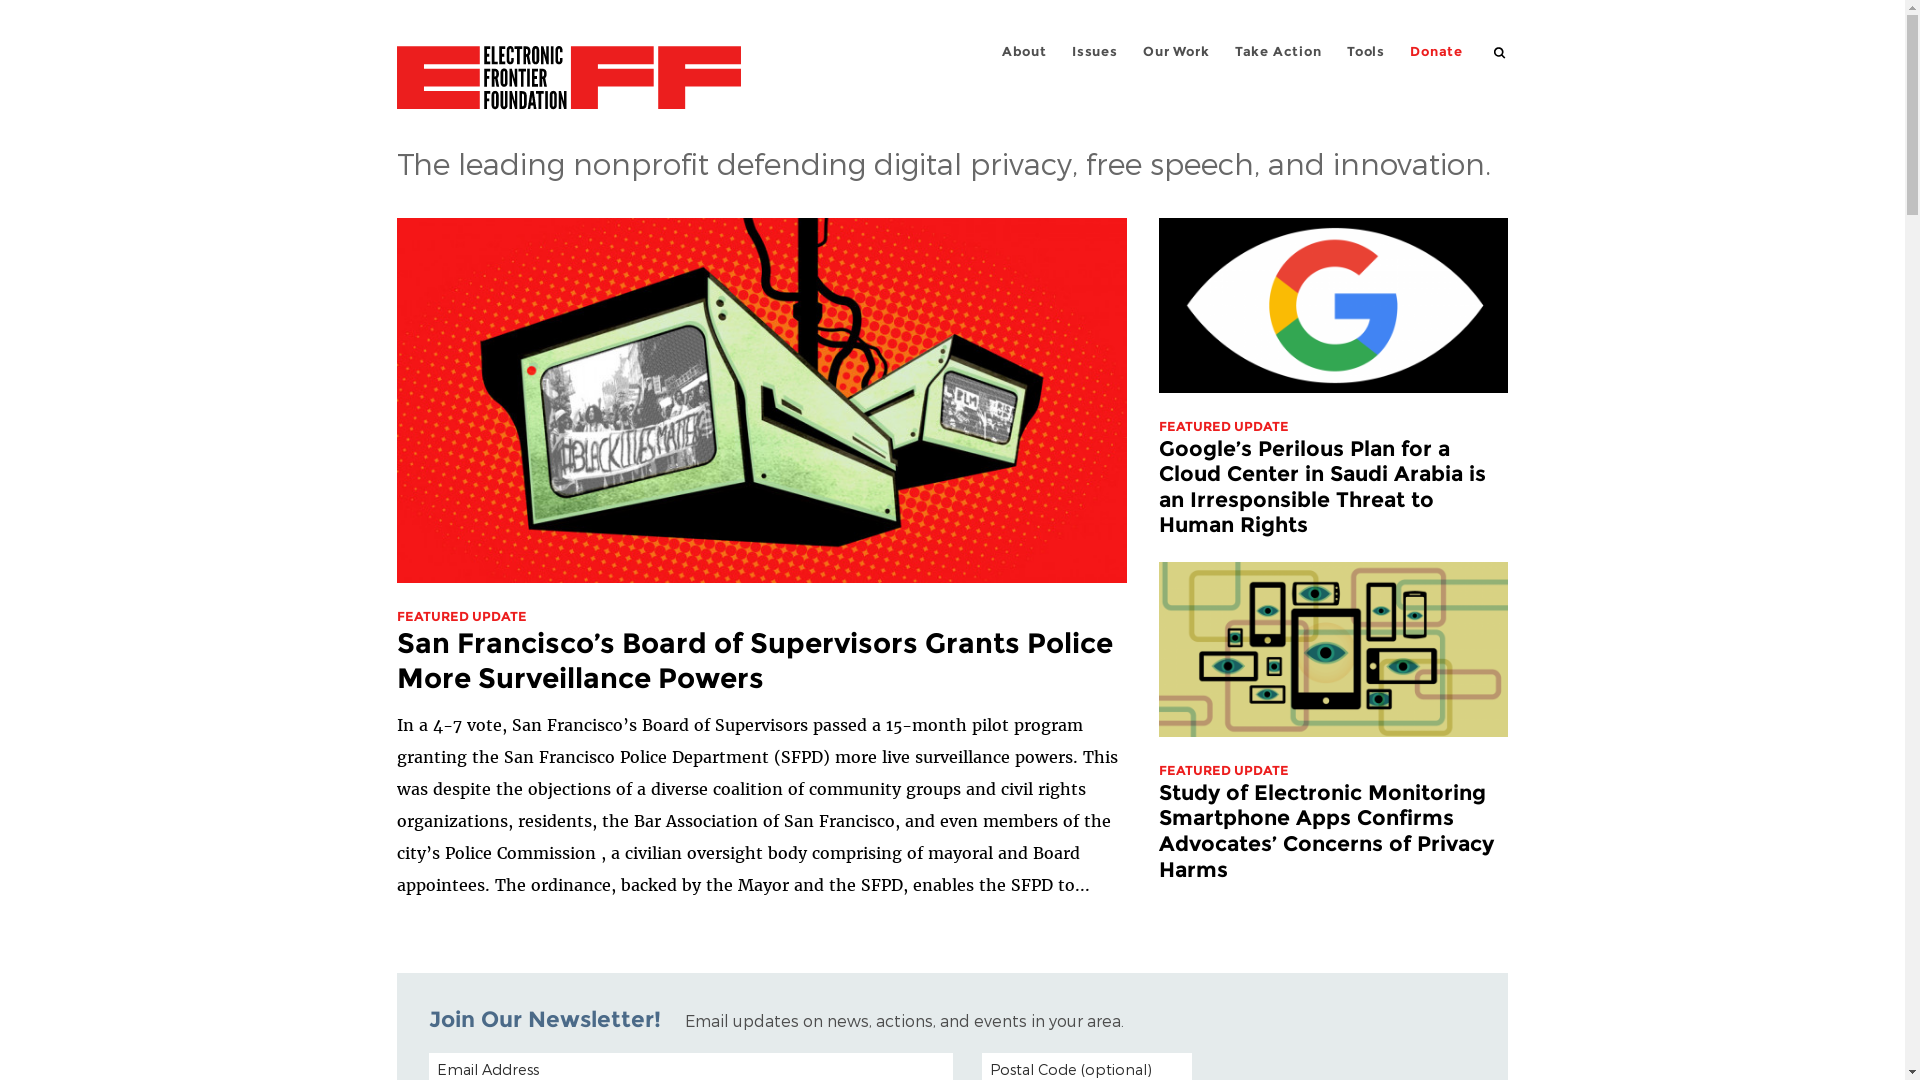 ELECTRONIC
FRONTIER
FOUNDATION
EFF
About Issues Our Work Take Action Tools Donate
The leading nonprofit defending digital privacy, free speech, and innovation.
#BLACKLIVESMATTER
BLM
G
FEATURED UPDATE
San Francisco’s Board of Supervisors Grants Police
More Surveillance Powers
In a 4-7 vote, San Francisco’s Board of Supervisors passed a 15-month pilot program
granting the San Francisco Police Department (SFPD) more live surveillance powers. This
was despite the objections of a diverse coalition of community groups and civil rights
organizations, residents, the Bar Association of San Francisco, and even members of the
city’s Police Commission , a civilian oversight body comprising of mayoral and Board
appointees. The ordinance, backed by the Mayor and the SFPD, enables the SFPD to...
FEATURED UPDATE
Google’s Perilous Plan for a
Cloud Center in Saudi Arabia is
an Irresponsible Threat to
Human Rights
FEATURED UPDATE
Study of Electronic Monitoring
Smartphone Apps Confirms
Advocates’ Concerns of Privacy
Harms
Join Our Newsletter! Email updates on news, actions, and events in your area.
Email Address Postal Code (optional)